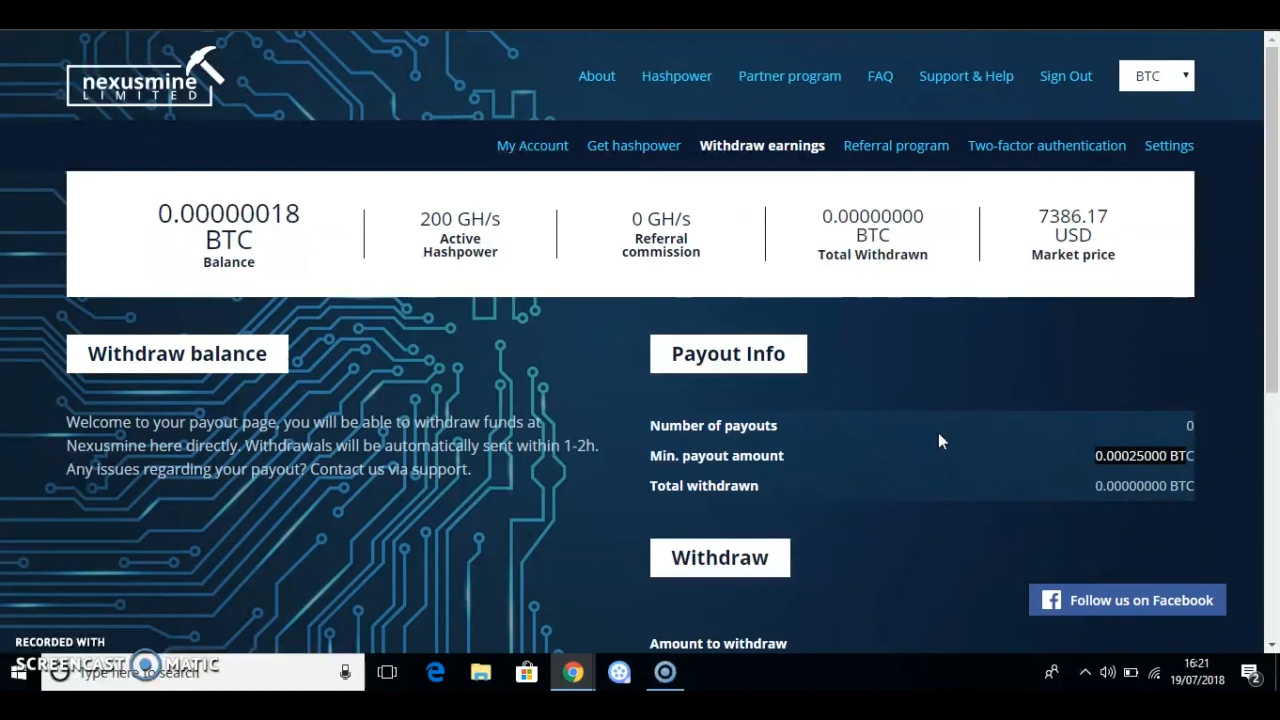 nexusmine
LIMITED
About Hashpower Partner program FAQ Support & Help Sign Out BTC
My Account Get hashpower Withdraw earnings Referral program Two-factor authentication Settings
0.00000018
BTC
Balance
200 GH/s
Active
Hashpower
0 GH/s
Referral
commission
0.00000000
BTC
Total Withdrawn
7386.17
USD
Market price
Withdraw balance
Welcome to your payout page, you will be able to withdraw funds at
Nexusmine here directly. Withdrawals will be automatically sent within 1-2h.
Any issues regarding your payout? Contact us via support.
Payout Info
Number of payouts 0
Min. payout amount 0.00025000 BTC
Total withdrawn 0.00000000 BTC
Withdraw
Follow us on Facebook
Amount to withdraw
RECORDED WITH
SCREENCAST MATIC
Type here to search
16:21
19/07/2018
2